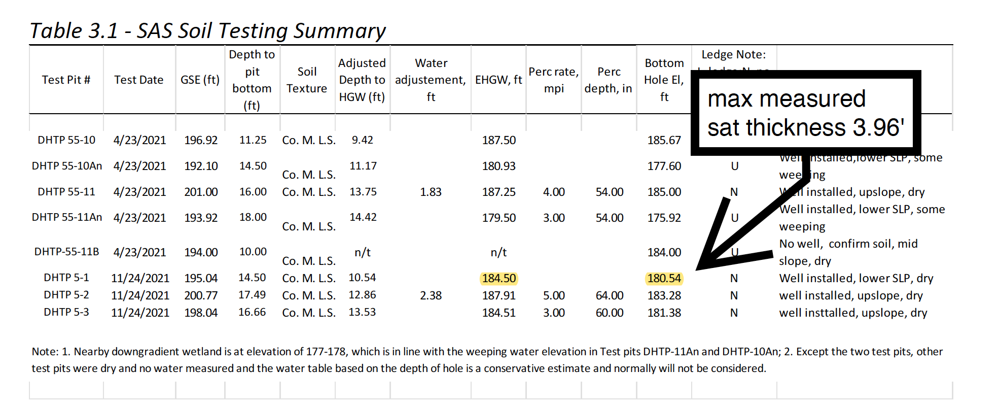 Table 3.1 - SAS Soil Testing Summary
Test Pit # Test Date GSE (ft) Depth to pit bottom (ft) Soil Texture Adjusted Depth to HGW (ft) Water adjustement, ft EHGW, ft Perc rate, mpi Perc depth, in Bottom Hole El, ft Ledge Note:
max measured
sat thickness 3.96'
DHTP 55-10 4/23/2021 196.92 11.25 Co. M. L.S. 9.42 187.50 185.67
DHTP 55-10An 4/23/2021 192.10 14.50 Co. M. L.S. 11.17 180.93 177.60 U Well installed,lower SLP, some weeping
DHTP 55-11 4/23/2021 201.00 16.00 Co. M. L.S. 13.75 1.83 187.25 4.00 54.00 185.00 N Well installed, upslope, dry
DHTP 55-11An 4/23/2021 193.92 18.00 Co. M. L.S. 14.42 179.50 3.00 54.00 175.92 U Well installed, lower SLP, some weeping
DHTP-55-11B 4/23/2021 194.00 10.00 Co. M. L.S. n/t n/t 184.00 U No well, confirm soil, mid slope, dry
DHTP 5-1 11/24/2021 195.04 14.50 Co. M. L.S. 10.54 184.50 180.54 N Well installed, lower SLP, dry
DHTP 5-2 11/24/2021 200.77 17.49 Co. M. L.S. 12.86 2.38 187.91 5.00 64.00 183.28 N well installed, upslope, dry
DHTP 5-3 11/24/2021 198.04 16.66 Co. M. L.S. 13.53 184.51 3.00 60.00 181.38 N well insttalled, upslope, dry
Note: 1. Nearby downgradient wetland is at elevation of 177-178, which is in line with the weeping water elevation in Test pits DHTP-11An and DHTP-10An; 2. Except the two test pits, other
test pits were dry and no water measured and the water table based on the depth of hole is a conservative estimate and normally will not be considered.